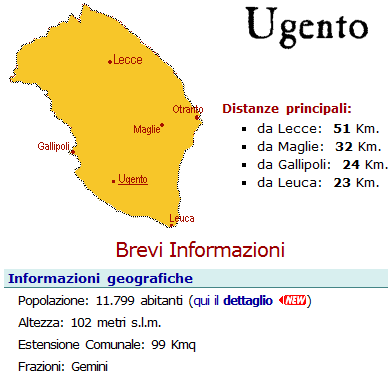 Ugento
Lecce
Otranto
Maglie
Gallipoli
Ugento
Leuca
Distanze principali:
da Lecce: 51 Km.
da Maglie: 32 Km.
da Gallipoli: 24 Km.
da Leuca: 23 Km.
Brevi Informazioni
Informazioni geografiche
Popolazione: 11.799 abitanti (qui il dettaglio NEW)
Altezza: 102 metri s.l.m.
Estensione Comunale: 99 Kmq
Frazioni: Gemini